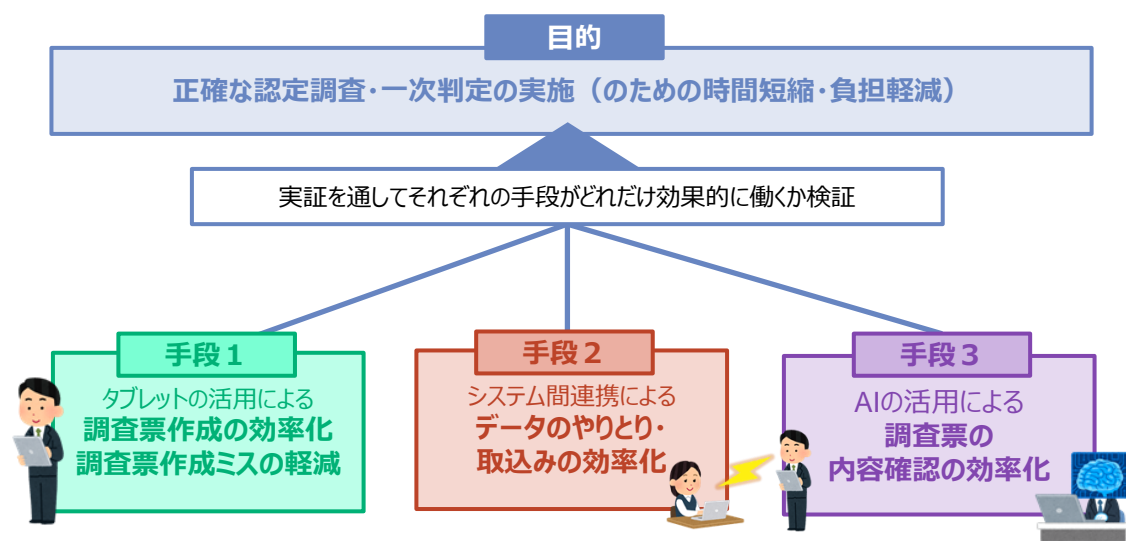 目的
正確な認定調査・一次判定の実施（のための時間短縮・負担軽減）
実証を通してそれぞれの手段がどれだけ効果的に働くか検証
手段１
タブレットの活用による
調査票作成の効率化
調査票作成ミスの軽減
手段２
システム間連携による
データのやりとり・
取込みの効率化
手段３
AIの活用による
調査票の
内容確認の効率化